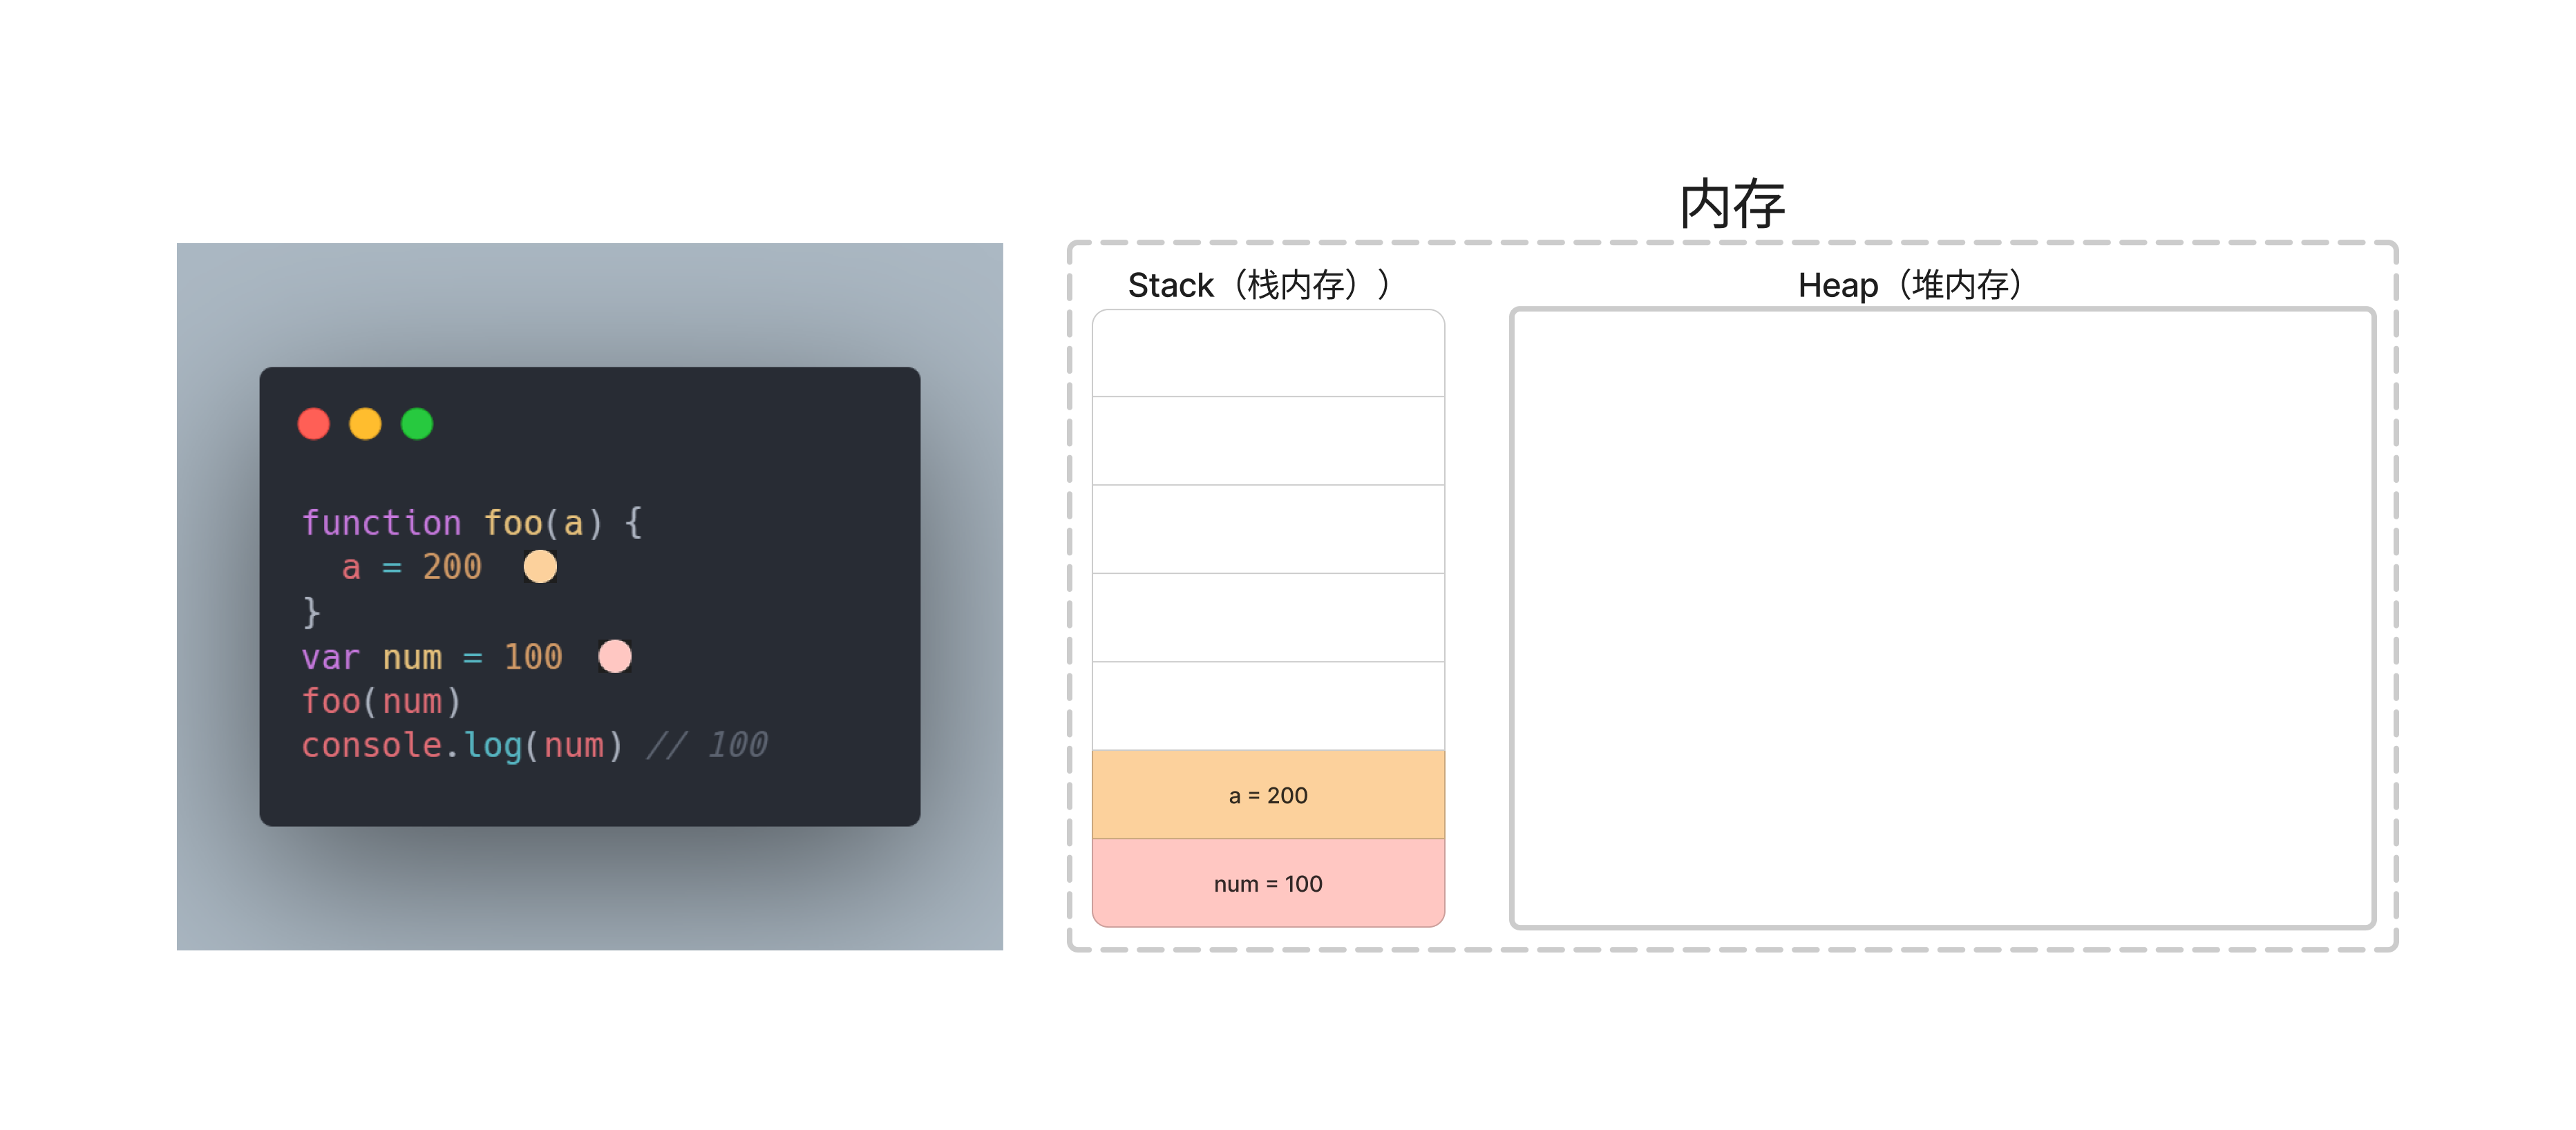 function foo(a) {
  a = 200
}
var num = 100
foo(num)
console.log(num) // 100
内存
Stack（栈内存））
Heap（堆内存）
a = 200
num = 100